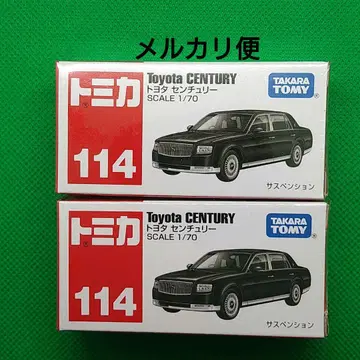 メルカリ便
トミカ
114
Toyota CENTURY
トヨタ センチュリー
SCALE 1/70
TAKARA
TOMY
サスペンション
トミカ
114
Toyota CENTURY
トヨタ センチュリー
SCALE 1/70
TAKARA
TOMY
サスペンション